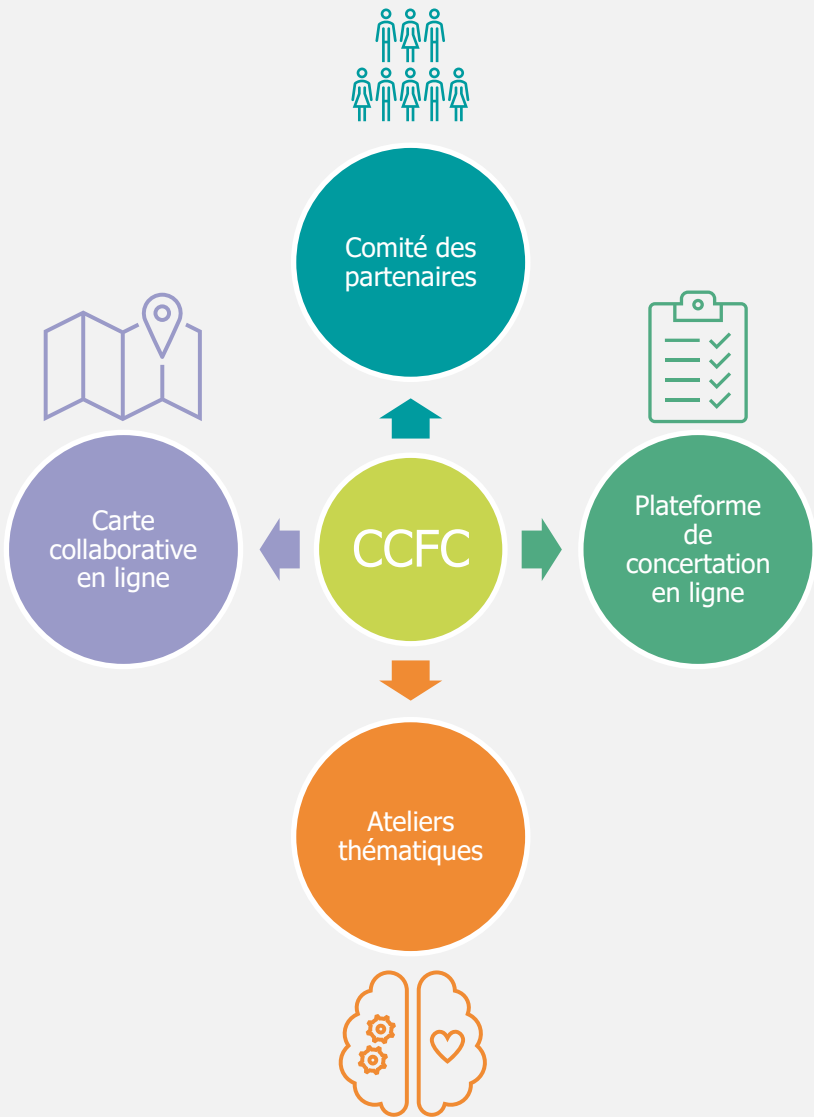 Comité des
partenaires
Carte
collaborative
en ligne
CCFC
Plateforme
de
concertation
en ligne
Ateliers
thématiques